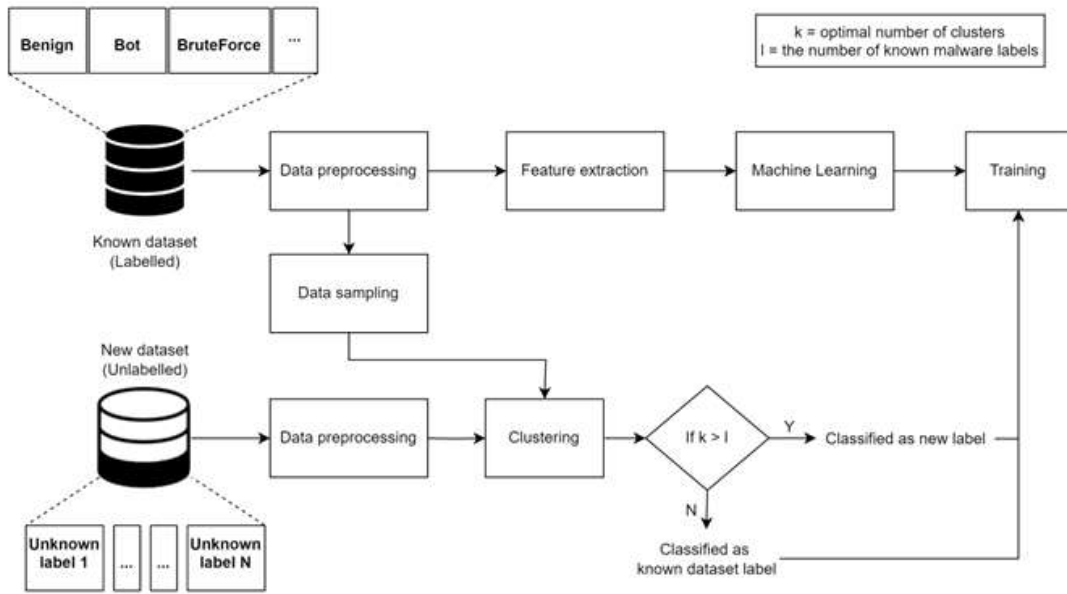 Benign
Bot
BruteForce
...
k = optimal number of clusters
l = the number of known malware labels
Data preprocessing
Feature extraction
Machine Learning
Training
Known dataset
(Labelled)
Data sampling
New dataset
(Unlabelled)
Data preprocessing
Clustering
If k > l
Y
Classified as new label
N
Classified as
known dataset label
Unknown
label 1
...
...
Unknown
label N